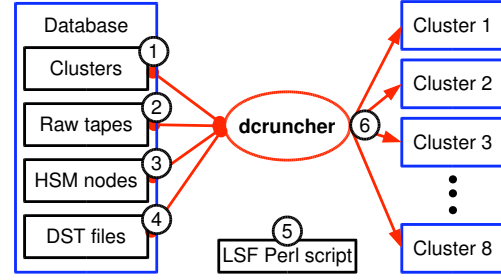 Database
1
Clusters
2
Raw tapes
3
HSM nodes
4
DST files
dcruncher
5
LSF Perl script
6
Cluster 1
Cluster 2
Cluster 3
Cluster 8